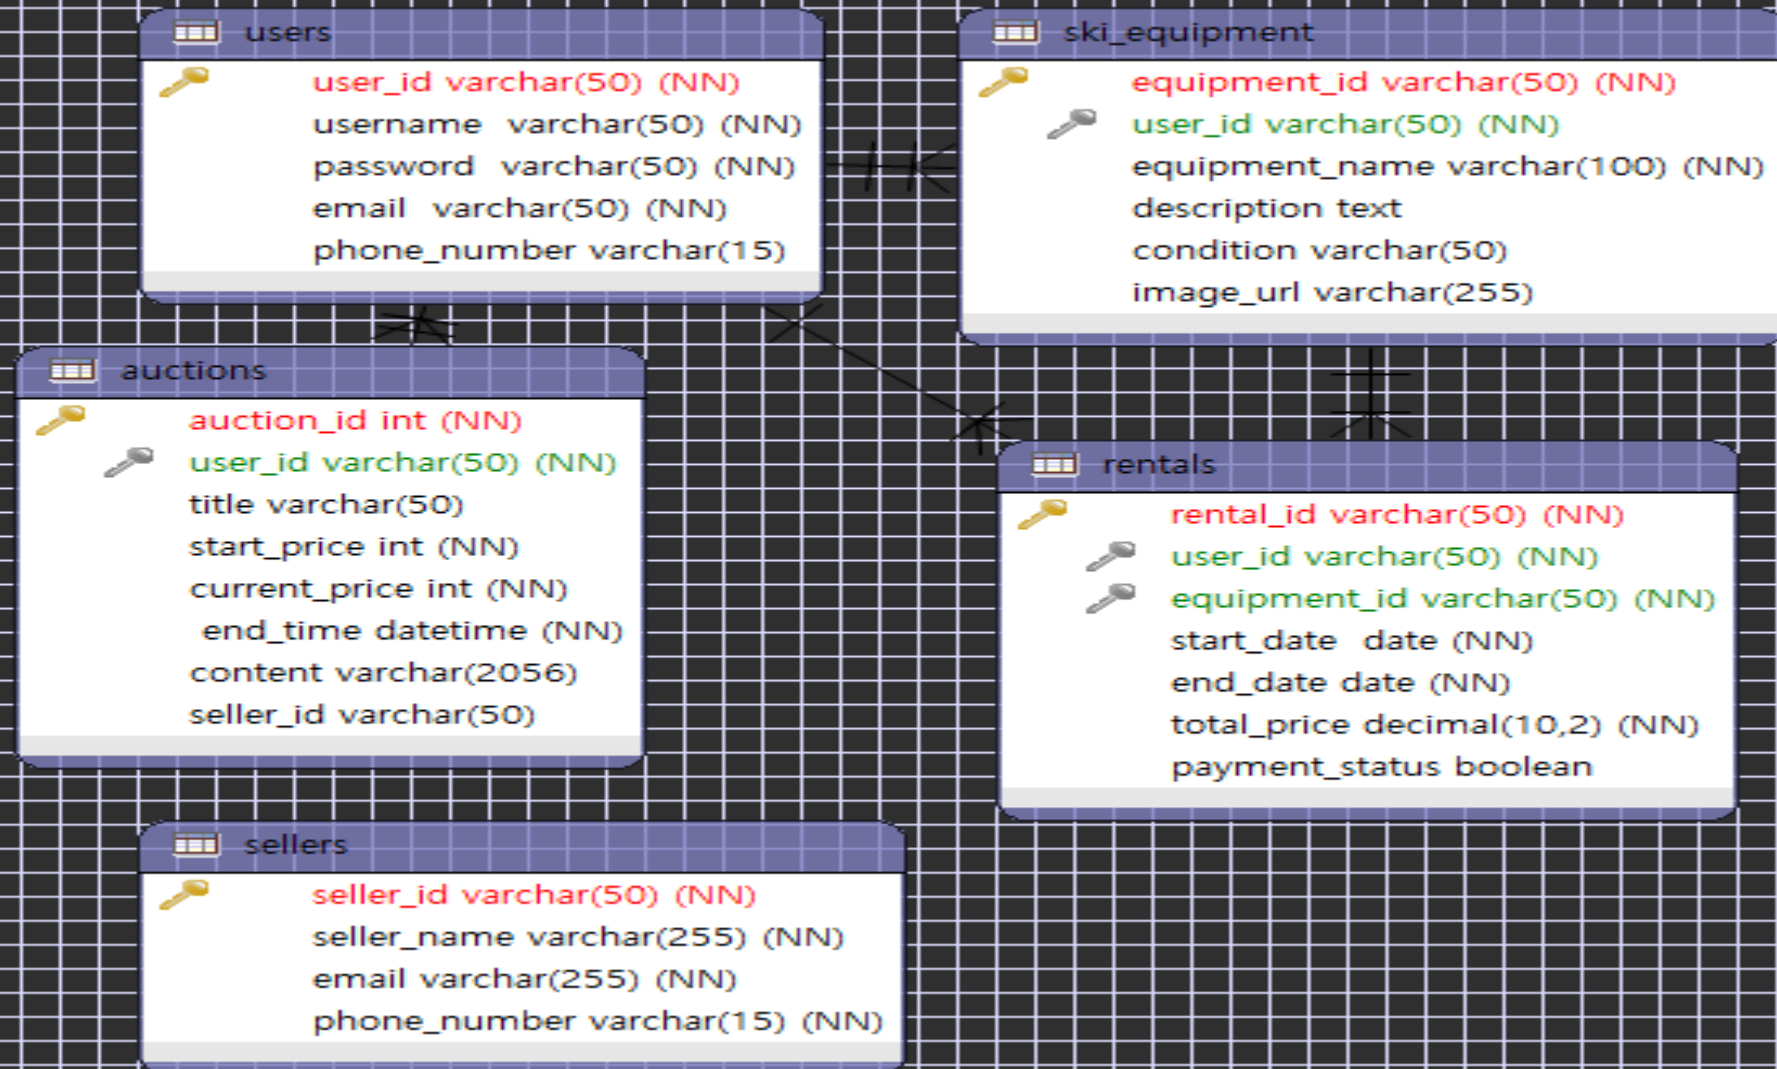 users
user_id varchar(50) (NN)
username varchar(50) (NN)
password varchar(50) (NN)
email varchar(50) (NN)
phone_number varchar(15)
ski_equipment
equipment_id varchar(50) (NN)
user_id varchar(50) (NN)
equipment_name varchar(100) (NN)
description text
condition varchar(50)
image_url varchar(255)
auctions
auction_id int (NN)
user_id varchar(50) (NN)
title varchar(50)
start_price int (NN)
current_price int (NN)
end_time datetime (NN)
content varchar(2056)
seller_id varchar(50)
rentals
rental_id varchar(50) (NN)
user_id varchar(50) (NN)
equipment_id varchar(50) (NN)
start_date date (NN)
end_date date (NN)
total_price decimal(10,2) (NN)
payment_status boolean
sellers
seller_id varchar(50) (NN)
seller_name varchar(255) (NN)
email varchar(255) (NN)
phone_number varchar(15) (NN)